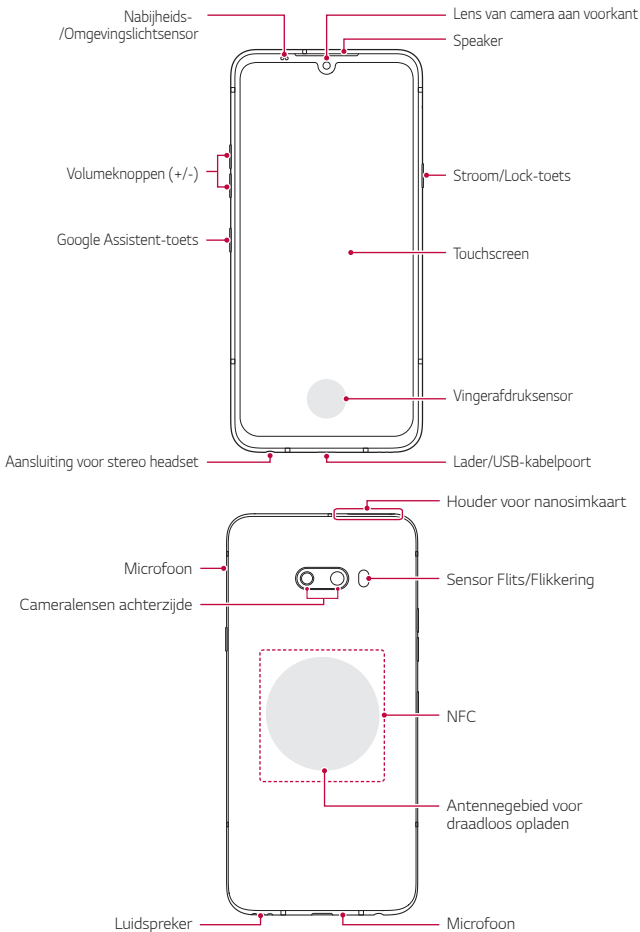 Nabijheids-
/Omgevingslichtsensor
Lens van camera aan voorkant
Speaker
Volumeknoppen (+/-)
Stroom/Lock-toets
Google Assistent-toets
Touchscreen
Vingerafdruksensor
Aansluiting voor stereo headset
Lader/USB-kabelpoort
Houder voor nanosimkaart
Microfoon
Sensor Flits/Flikkering
Cameralensen achterzijde
NFC
Antennegebied voor
draadloos opladen
Luidspreker
Microfoon